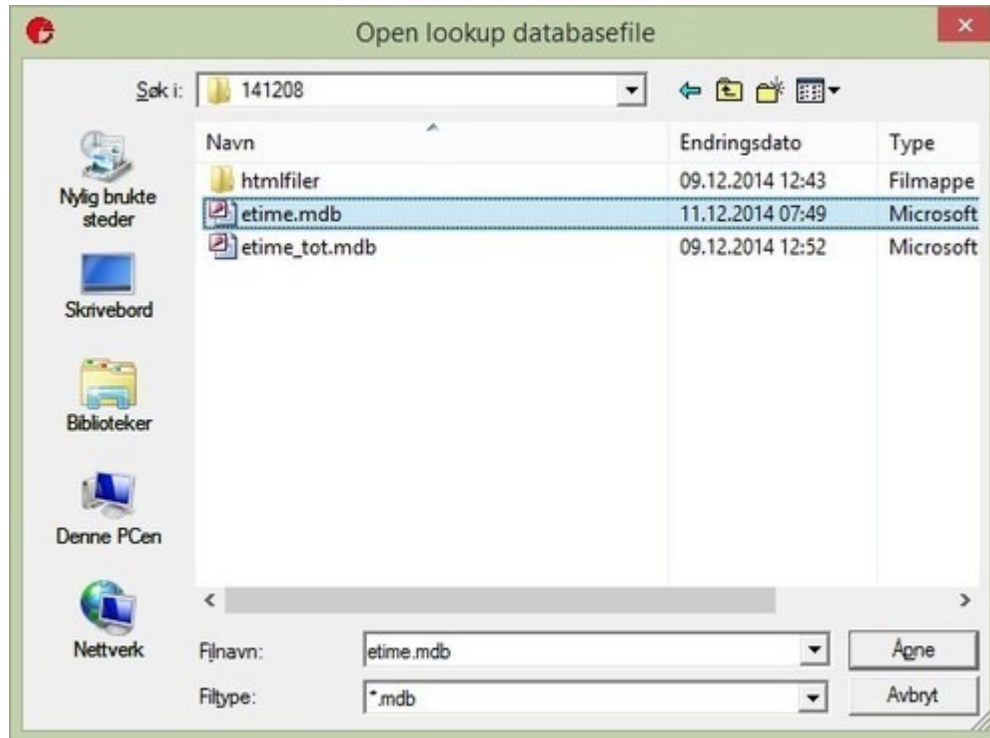 Open lookup databasefile
Søk i: 141208
Navn Endringsdato Type
htmlfiler 09.12.2014 12:43 Filmappe
etime.mdb 11.12.2014 07:49 Microsoft
etime_tot.mdb 09.12.2014 12:52 Microsoft
Nylig brukte
steder
Skrivebord
Biblioteker
Denne PCen
Nettverk
Filnavn: etime.mdb Åpne
Filtype: *.mdb Avbryt